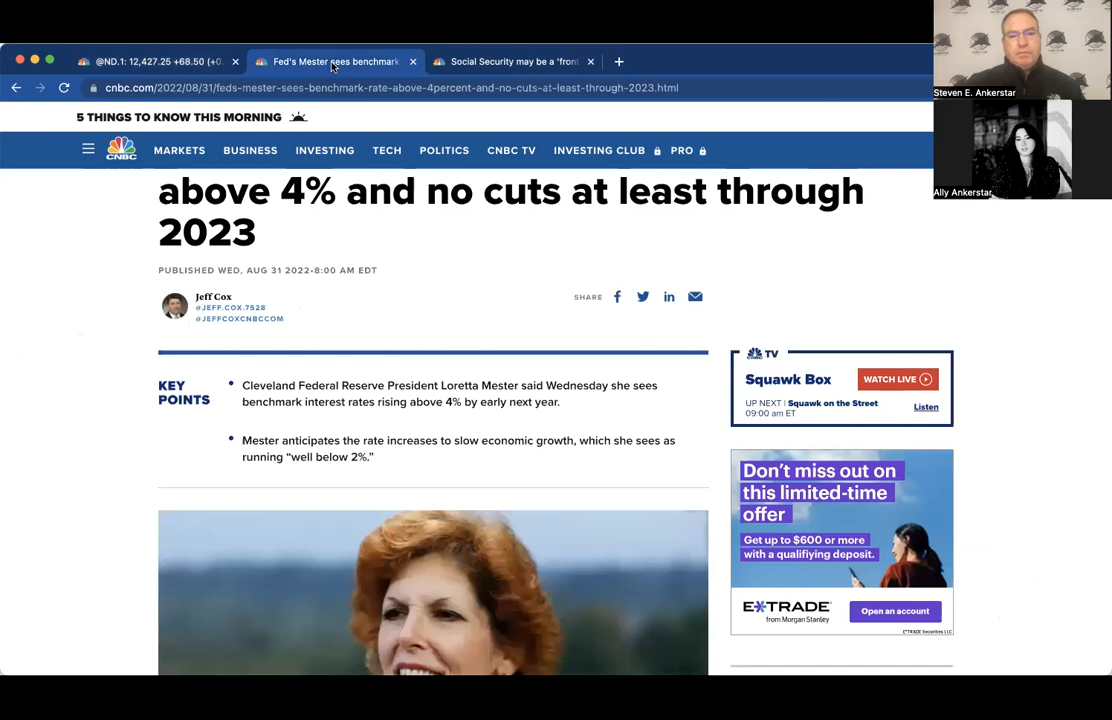 @ND.1: 12,427.25 +68.50 (+0.
Fed's Mester sees benchmark
Social Security may be a 'front
cnbc.com/2022/08/31/feds-mester-sees-benchmark-rate-above-4percent-and-no-cuts-at-least-through-2023.html
Steven E. Ankerstar
Ally Ankerstar
5 THINGS TO KNOW THIS MORNING
CNBC
MARKETS BUSINESS INVESTING TECH POLITICS CNBC TV INVESTING CLUB PRO
above 4% and no cuts at least through
2023
PUBLISHED WED, AUG 31 2022•8:00 AM EDT
Jeff Cox
@JEFF.COX.7528
@JEFFCOXCNBCCOM
SHARE
KEY
POINTS
Cleveland Federal Reserve President Loretta Mester said Wednesday she sees
benchmark interest rates rising above 4% by early next year.
Mester anticipates the rate increases to slow economic growth, which she sees as
running “well below 2%.”
CNBC TV
Squawk Box
WATCH LIVE
UP NEXT | Squawk on the Street
09:00 am ET
Listen
Don't miss out on
this limited-time
offer
Get up to $600 or more
with a qualifiying deposit.
E*TRADE
from Morgan Stanley
Open an account
E*TRADE Securities LLC